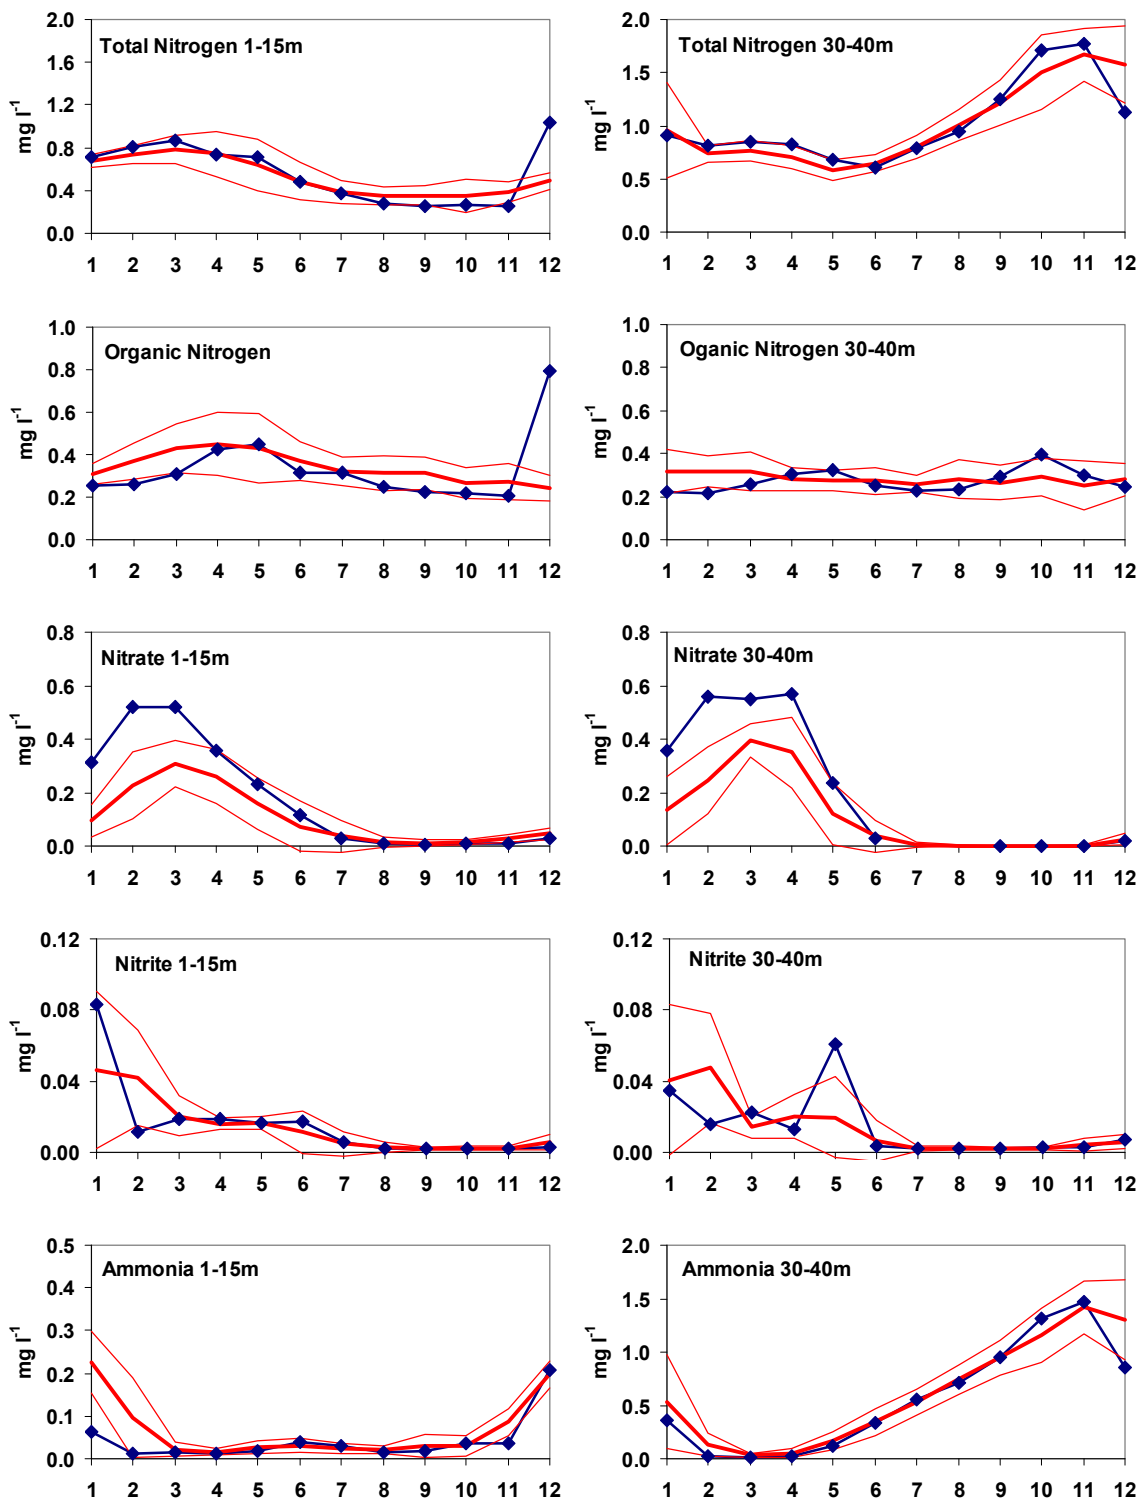 Total Nitrogen 1-15m
mg l-1
2.0
1.6
1.2
0.8
0.4
0.0
1 2 3 4 5 6 7 8 9 10 11 12
Total Nitrogen 30-40m
mg l-1
2.0
1.5
1.0
0.5
0.0
1 2 3 4 5 6 7 8 9 10 11 12
Organic Nitrogen
mg l-1
1.0
0.8
0.6
0.4
0.2
0.0
1 2 3 4 5 6 7 8 9 10 11 12
Oganic Nitrogen 30-40m
mg l-1
1.0
0.8
0.6
0.4
0.2
0.0
1 2 3 4 5 6 7 8 9 10 11 12
Nitrate 1-15m
mg l-1
0.8
0.6
0.4
0.2
0.0
1 2 3 4 5 6 7 8 9 10 11 12
Nitrate 30-40m
mg l-1
0.8
0.6
0.4
0.2
0.0
1 2 3 4 5 6 7 8 9 10 11 12
Nitrite 1-15m
mg l-1
0.12
0.08
0.04
0.00
1 2 3 4 5 6 7 8 9 10 11 12
Nitrite 30-40m
mg l-1
0.12
0.08
0.04
0.00
1 2 3 4 5 6 7 8 9 10 11 12
Ammonia 1-15m
mg l-1
0.5
0.4
0.3
0.2
0.1
0.0
1 2 3 4 5 6 7 8 9 10 11 12
Ammonia 30-40m
mg l-1
2.0
1.5
1.0
0.5
0.0
1 2 3 4 5 6 7 8 9 10 11 12